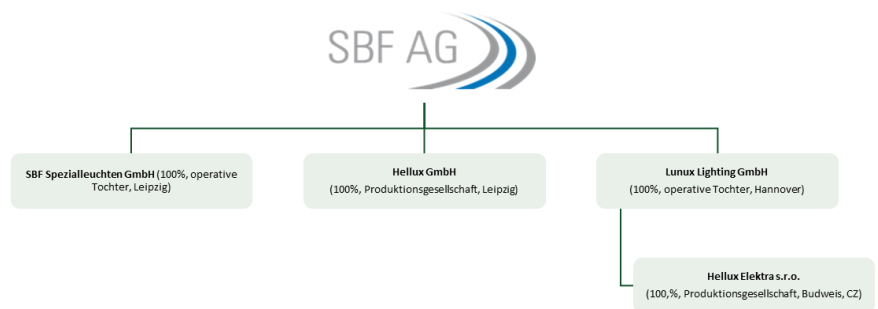 SBF AG
SBF Spezialleuchten GmbH (100%, operative
Tochter, Leipzig)
Hellux GmbH
(100%, Produktionsgesellschaft, Leipzig)
Lunux Lighting GmbH
(100%, operative Tochter, Hannover)
Hellux Elektra s.r.o.
(100,%, Produktionsgesellschaft, Budweis, CZ)